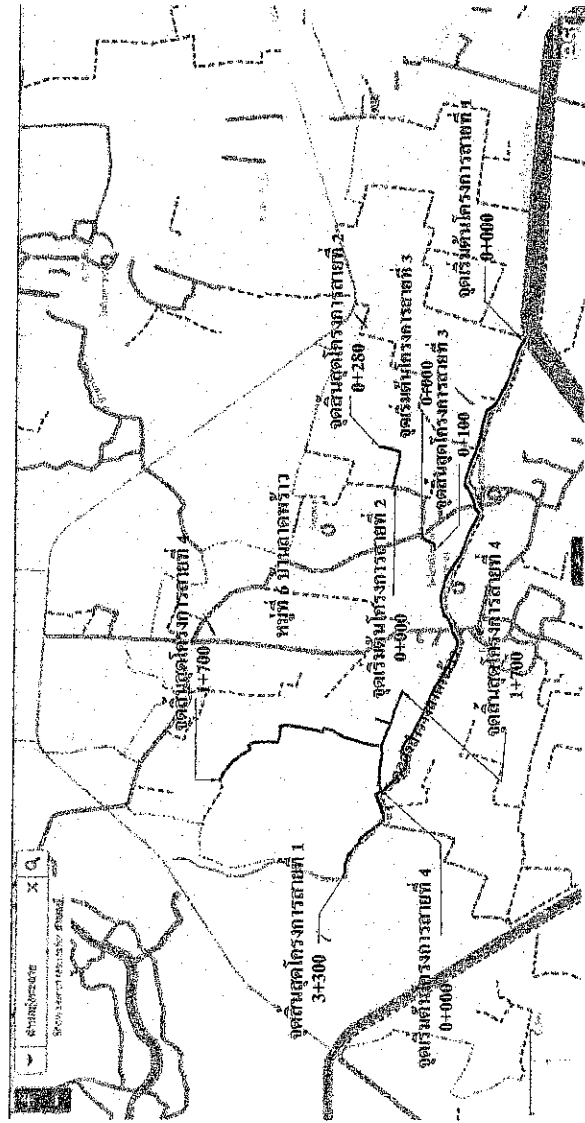 จุดสิ้นสุดโครงการสายที่ 1
3+300
จุดเริ่มต้นโครงการสายที่ 4
0+000
จุดสิ้นสุดโครงการสายที่ 4
1+700
หมู่ที่ 6 บ้านลาดพร้าว
จุดเริ่มต้นโครงการสายที่ 2
0+000
จุดสิ้นสุดโครงการสายที่ 4
1+700
จุดสิ้นสุดโครงการสายที่ 2
0+280
จุดเริ่มต้นโครงการสายที่ 3
0+000
จุดสิ้นสุดโครงการสายที่ 3
0+100
จุดเริ่มต้นโครงการสายที่ 1
0+000